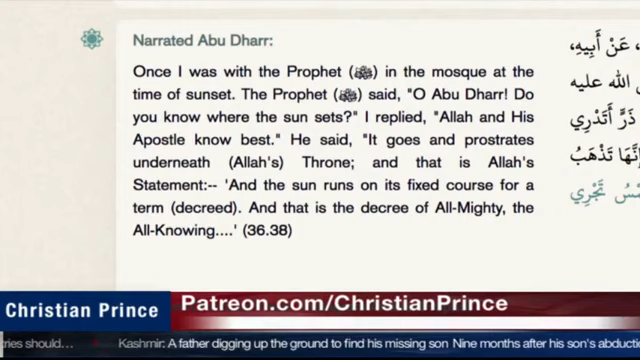 Narrated Abu Dharr:
Once I was with the Prophet (ﷺ) in the mosque at the
time of sunset. The Prophet (ﷺ) said, "O Abu Dharr! Do
you know where the sun sets?" I replied, "Allah and His
Apostle know best." He said, "It goes and prostrates
underneath (Allah's) Throne; and that is Allah's
Statement:-- 'And the sun runs on its fixed course for a
term (decreed). And that is the decree of All-Mighty, the
All-Knowing....' (36.38)
، عَنْ أَبِيهِ،
الله عليه
ذَرٍّ أَتَدْرِي
إِنَّهَا تَذْهَبُ
تَجْرِي
Christian Prince
Patreon.com/ChristianPrince
should... Kashmir: A father digging up the ground to find his missing son Nine months after his son's